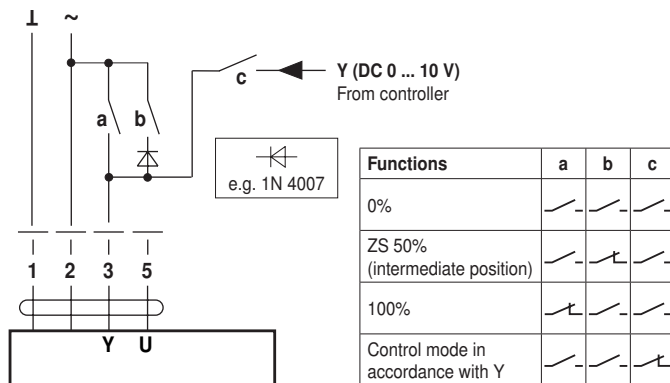 ⊥ ~
a b
c
Y (DC 0 ... 10 V)
From controller
e.g. 1N 4007
1 2 3 5
Y U
Functions a b c
0%
ZS 50%
(intermediate position)
100%
Control mode in
accordance with Y